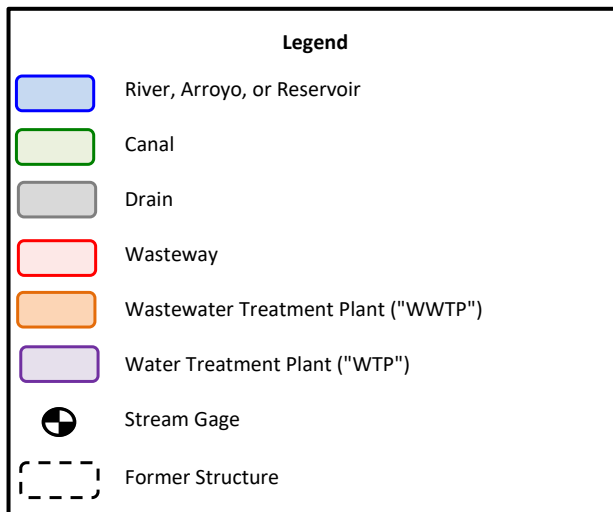 Legend
River, Arroyo, or Reservoir
Canal
Drain
Wasteway
Wastewater Treatment Plant ("WWTP")
Water Treatment Plant ("WTP")
Stream Gage
Former Structure